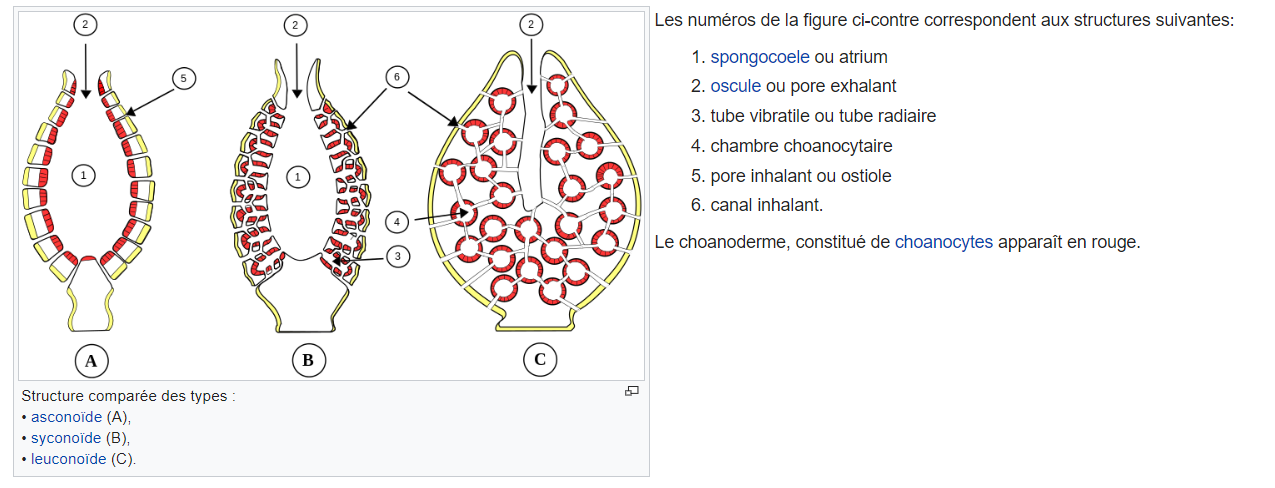 2
2
2
5
6
1
1
4
3
A
B
C
Structure comparée des types :
• asconoïde (A),
• syconoïde (B),
• leuconoïde (C).
Les numéros de la figure ci-contre correspondent aux structures suivantes:
1. spongocoele ou atrium
2. oscule ou pore exhalant
3. tube vibratile ou tube radiaire
4. chambre choanocytaire
5. pore inhalant ou ostiole
6. canal inhalant.
Le choanoderme, constitué de choanocytes apparaît en rouge.